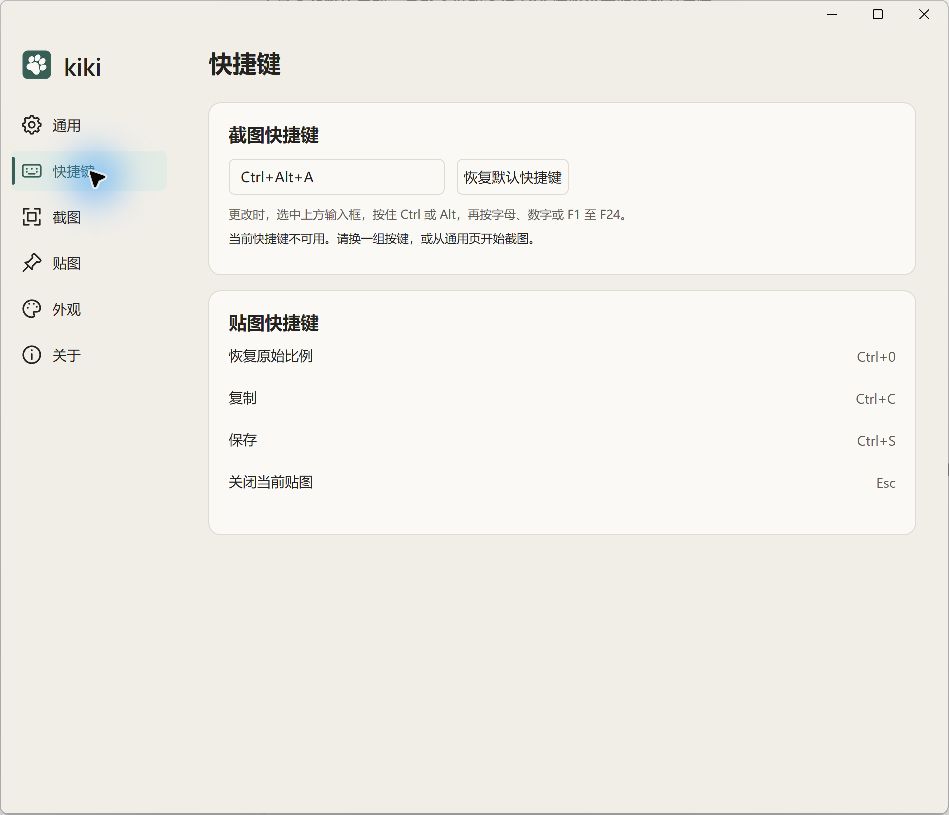 kiki
通用
快捷键
截图
贴图
外观
关于
快捷键
截图快捷键
Ctrl+Alt+A
恢复默认快捷键
更改时，选中上方输入框，按住 Ctrl 或 Alt，再按字母、数字或 F1 至 F24。
当前快捷键不可用。请换一组按键，或从通用页开始截图。
贴图快捷键
恢复原始比例 Ctrl+0
复制 Ctrl+C
保存 Ctrl+S
关闭当前贴图 Esc